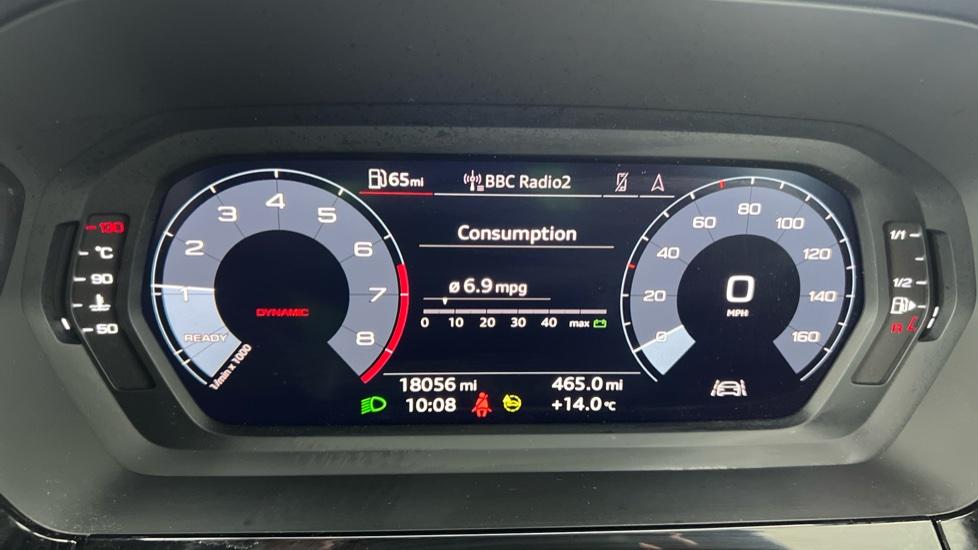 65mi
BBC Radio2
Consumption
ø 6.9 mpg
0 10 20 30 40 max
18056 mi
465.0 mi
10:08
+14.0°C
130
°C
90
50
1 2 3 4 5 6 7 8
READY
1/min x 1000
DYNAMIC
0 20 40 60 80 100 120 140 160
0
MPH
1/1
1/2
R